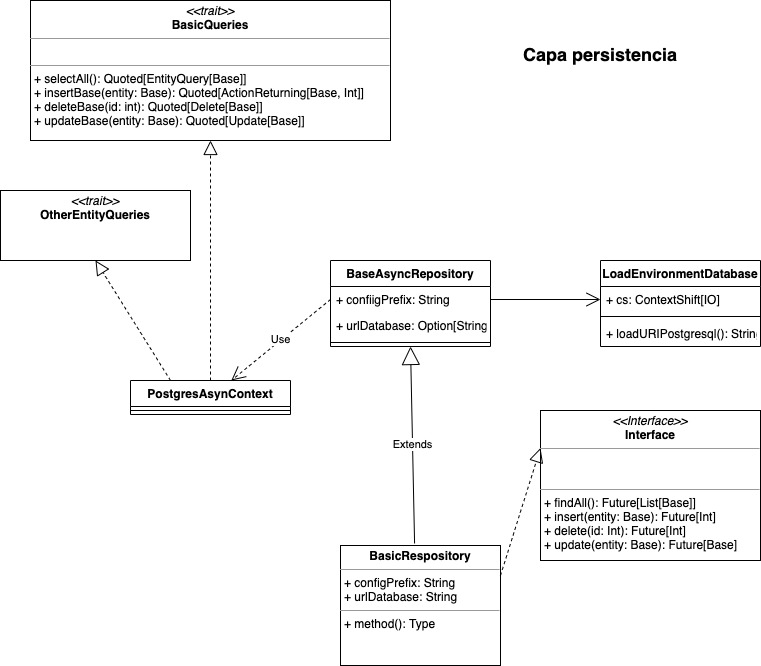 <<trait>>
BasicQueries
+ selectAll(): Quoted[EntityQuery[Base]]
+ insertBase(entity: Base): Quoted[ActionReturning[Base, Int]]
+ deleteBase(id: int): Quoted[Delete[Base]]
+ updateBase(entity: Base): Quoted[Update[Base]]
Capa persistencia
<<trait>>
OtherEntityQueries
BaseAsyncRepository
+ confiigPrefix: String
+ urlDatabase: Option[String
LoadEnvironmentDatabase
+ cs: ContextShift[IO]
+ loadURIPostgresql(): Strin
Use
PostgresAsynContext
Extends
<<Interface>>
Interface
+ findAll(): Future[List[Base]]
+ insert(entity: Base): Future[Int]
+ delete(id: Int): Future[Int]
+ update(entity: Base): Future[Base]
BasicRespository
+ configPrefix: String
+ urlDatabase: String
+ method(): Type